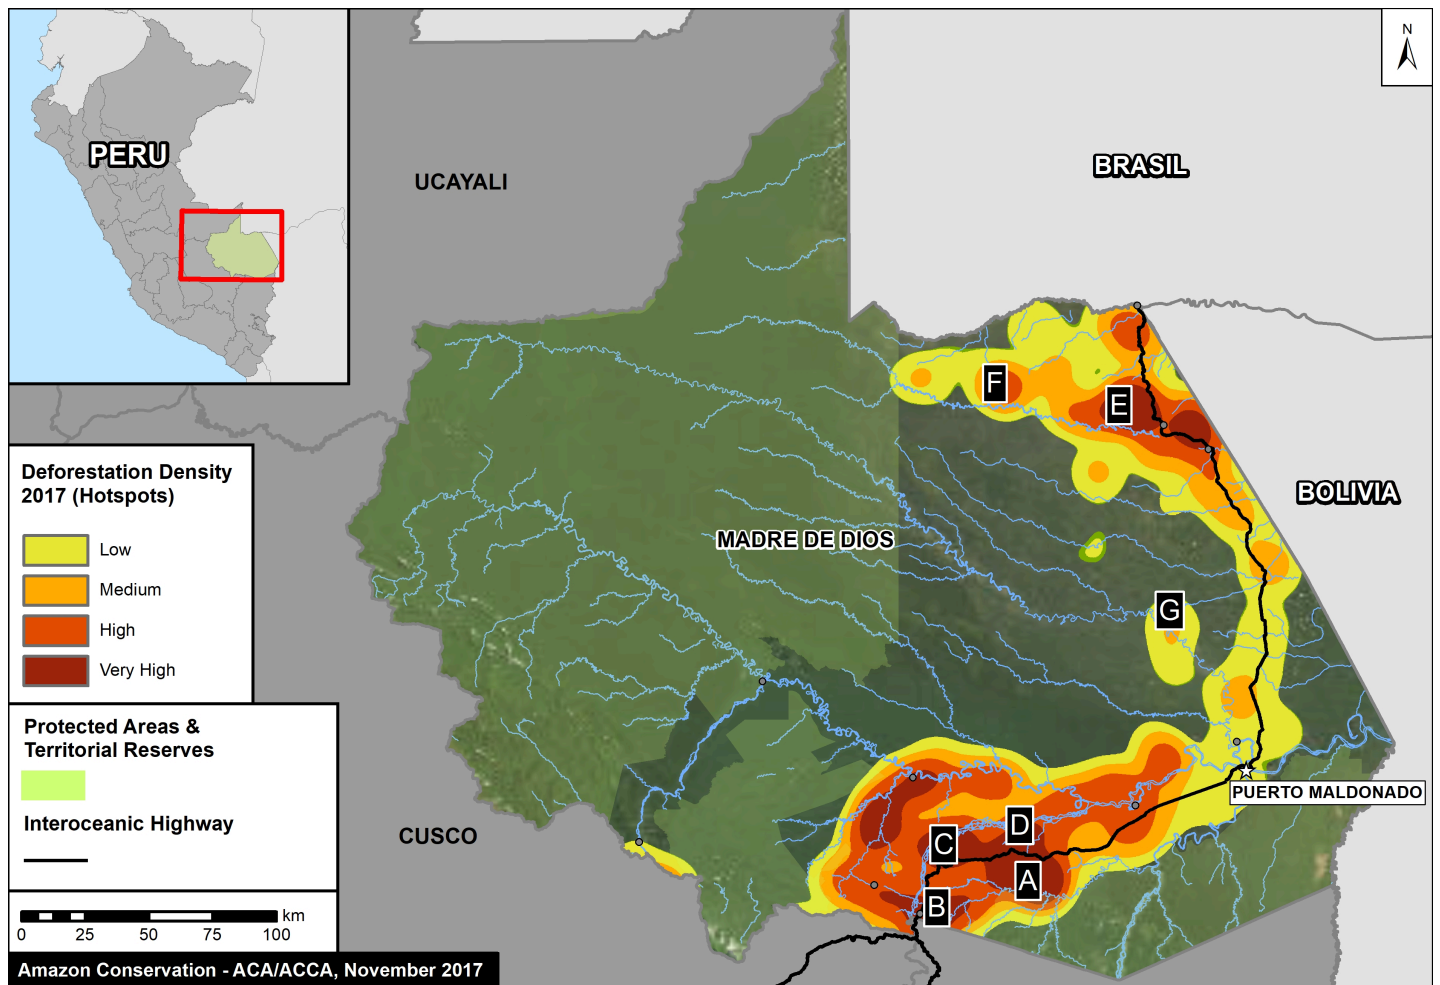 PERU
N
UCAYALI
BRASIL
F
E
BOLIVIA
MADRE DE DIOS
G
PUERTO MALDONADO
CUSCO
D
C
A
B
Deforestation Density
2017 (Hotspots)
Low
Medium
High
Very High
Protected Areas &
Territorial Reserves
Interoceanic Highway
km
0 25 50 75 100
Amazon Conservation - ACA/ACCA, November 2017